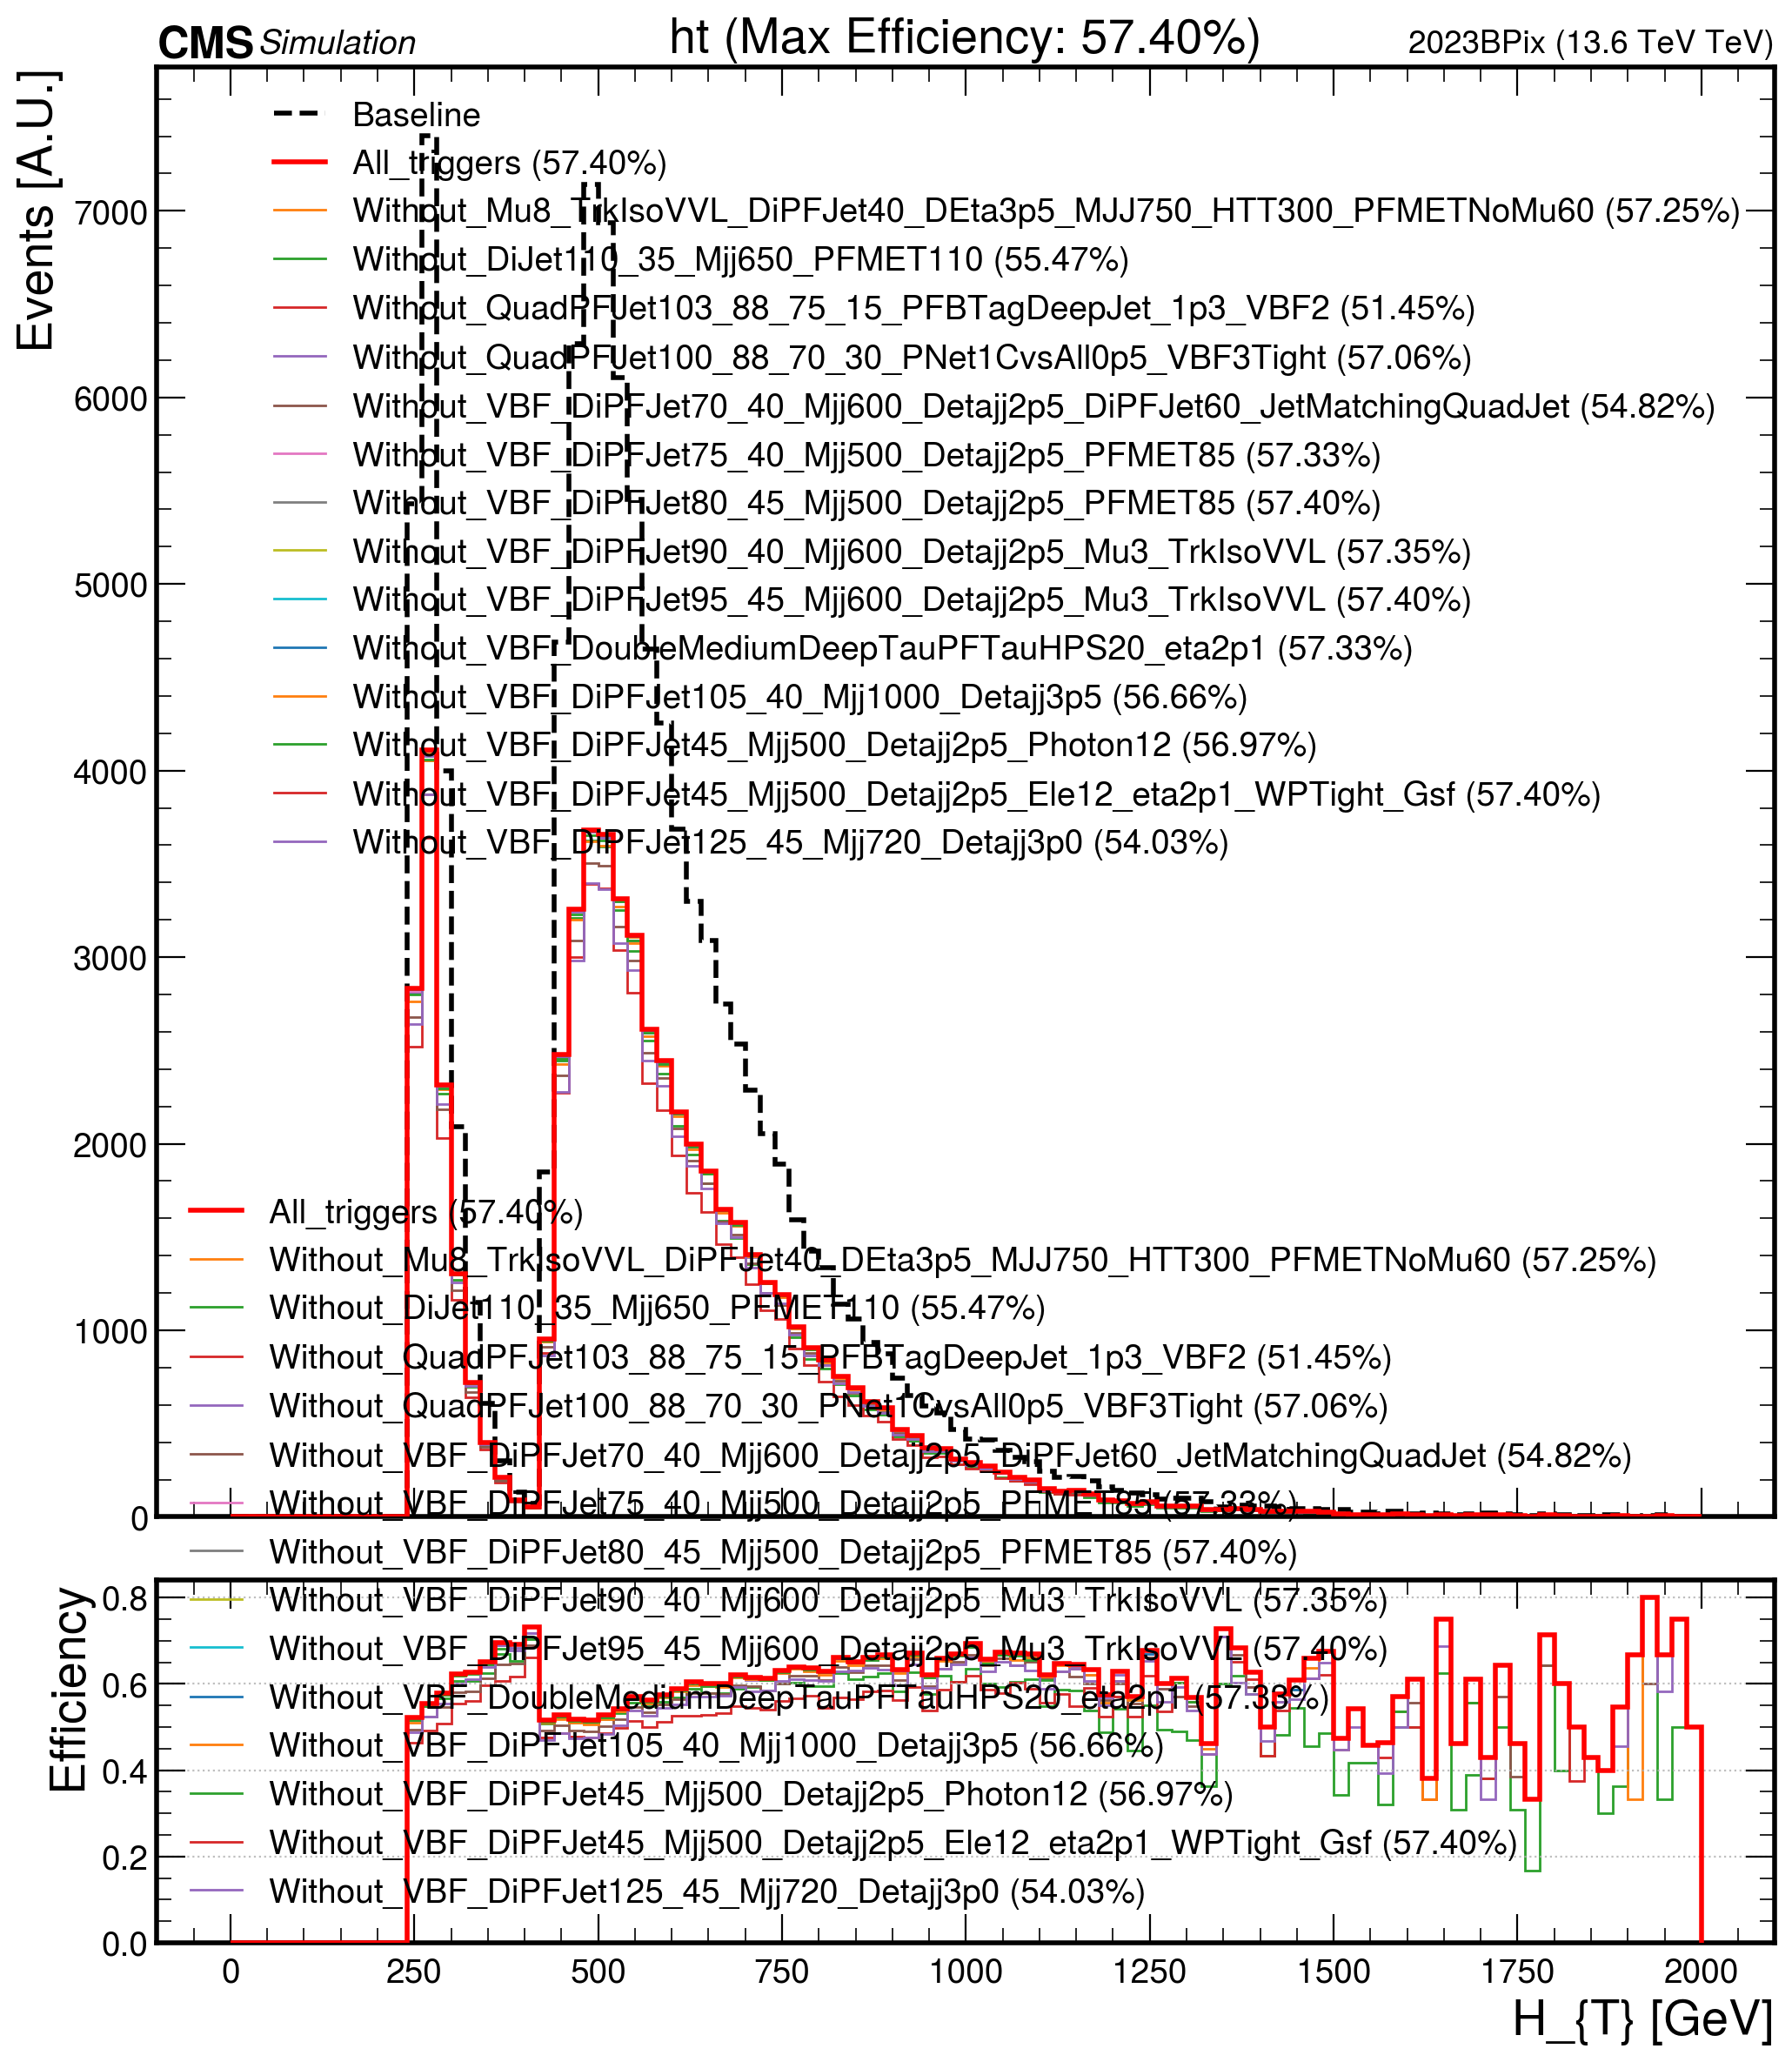 CMS Simulation ht (Max Efficiency: 57.40%) 2023BPix (13.6 TeV TeV)
Events [A.U.]
Baseline
All_triggers (57.40%)
Without_Mu8_TrkIsoVVL_DiPFJet40_DEta3p5_MJJ750_HTT300_PFMETNoMu60 (57.25%)
Without_DiJet110_35_Mjj650_PFMET110 (55.47%)
Without_QuadPFJet103_88_75_15_PFBTagDeepJet_1p3_VBF2 (51.45%)
Without_QuadPFJet100_88_70_30_PNet1CvsAll0p5_VBF3Tight (57.06%)
Without_VBF_DiPFJet70_40_Mjj600_Detajj2p5_DiPFJet60_JetMatchingQuadJet (54.82%)
Without_VBF_DiPFJet75_40_Mjj500_Detajj2p5_PFMET85 (57.33%)
Without_VBF_DiPFJet80_45_Mjj500_Detajj2p5_PFMET85 (57.40%)
Without_VBF_DiPFJet90_40_Mjj600_Detajj2p5_Mu3_TrkIsoVVL (57.35%)
Without_VBF_DiPFJet95_45_Mjj600_Detajj2p5_Mu3_TrkIsoVVL (57.40%)
Without_VBF_DoubleMediumDeepTauPFTauHPS20_eta2p1 (57.33%)
Without_VBF_DiPFJet105_40_Mjj1000_Detajj3p5 (56.66%)
Without_VBF_DiPFJet45_Mjj500_Detajj2p5_Photon12 (56.97%)
Without_VBF_DiPFJet45_Mjj500_Detajj2p5_Ele12_eta2p1_WPTight_Gsf (57.40%)
Without_VBF_DiPFJet125_45_Mjj720_Detajj3p0 (54.03%)
7000
6000
5000
4000
3000
2000
1000
0
All_triggers (57.40%)
Without_Mu8_TrkIsoVVL_DiPFJet40_DEta3p5_MJJ750_HTT300_PFMETNoMu60 (57.25%)
Without_DiJet110_35_Mjj650_PFMET110 (55.47%)
Without_QuadPFJet103_88_75_15_PFBTagDeepJet_1p3_VBF2 (51.45%)
Without_QuadPFJet100_88_70_30_PNet1CvsAll0p5_VBF3Tight (57.06%)
Without_VBF_DiPFJet70_40_Mjj600_Detajj2p5_DiPFJet60_JetMatchingQuadJet (54.82%)
Without_VBF_DiPFJet75_40_Mjj500_Detajj2p5_PFMET85 (57.33%)
Without_VBF_DiPFJet80_45_Mjj500_Detajj2p5_PFMET85 (57.40%)
Without_VBF_DiPFJet90_40_Mjj600_Detajj2p5_Mu3_TrkIsoVVL (57.35%)
Without_VBF_DiPFJet95_45_Mjj600_Detajj2p5_Mu3_TrkIsoVVL (57.40%)
Without_VBF_DoubleMediumDeepTauPFTauHPS20_eta2p1 (57.33%)
Without_VBF_DiPFJet105_40_Mjj1000_Detajj3p5 (56.66%)
Without_VBF_DiPFJet45_Mjj500_Detajj2p5_Photon12 (56.97%)
Without_VBF_DiPFJet45_Mjj500_Detajj2p5_Ele12_eta2p1_WPTight_Gsf (57.40%)
Without_VBF_DiPFJet125_45_Mjj720_Detajj3p0 (54.03%)
Efficiency
0.8
0.6
0.4
0.2
0.0
0 250 500 750 1000 1250 1500 1750 2000
H_{T} [GeV]